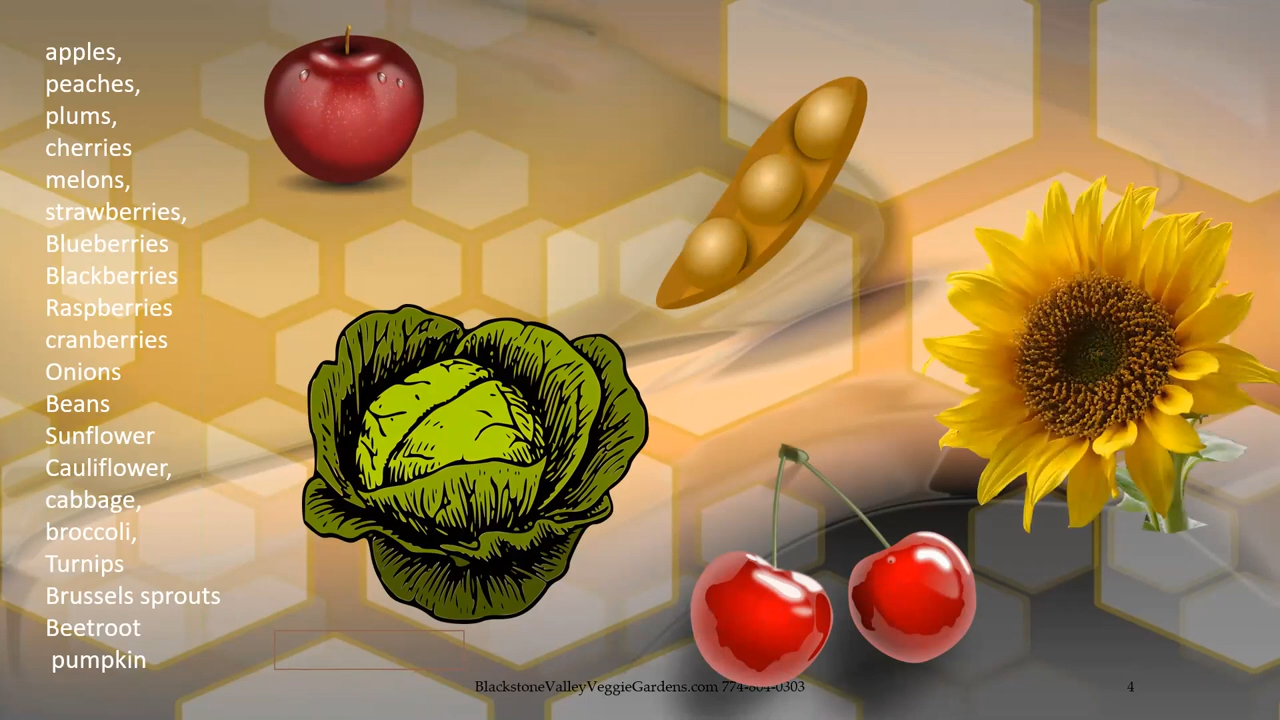 apples,
peaches,
plums,
cherries
melons,
strawberries,
Blueberries
Blackberries
Raspberries
cranberries
Onions
Beans
Sunflower
Cauliflower,
cabbage,
broccoli,
Turnips
Brussels sprouts
Beetroot
pumpkin
BlackstoneValleyVeggieGardens.com
4